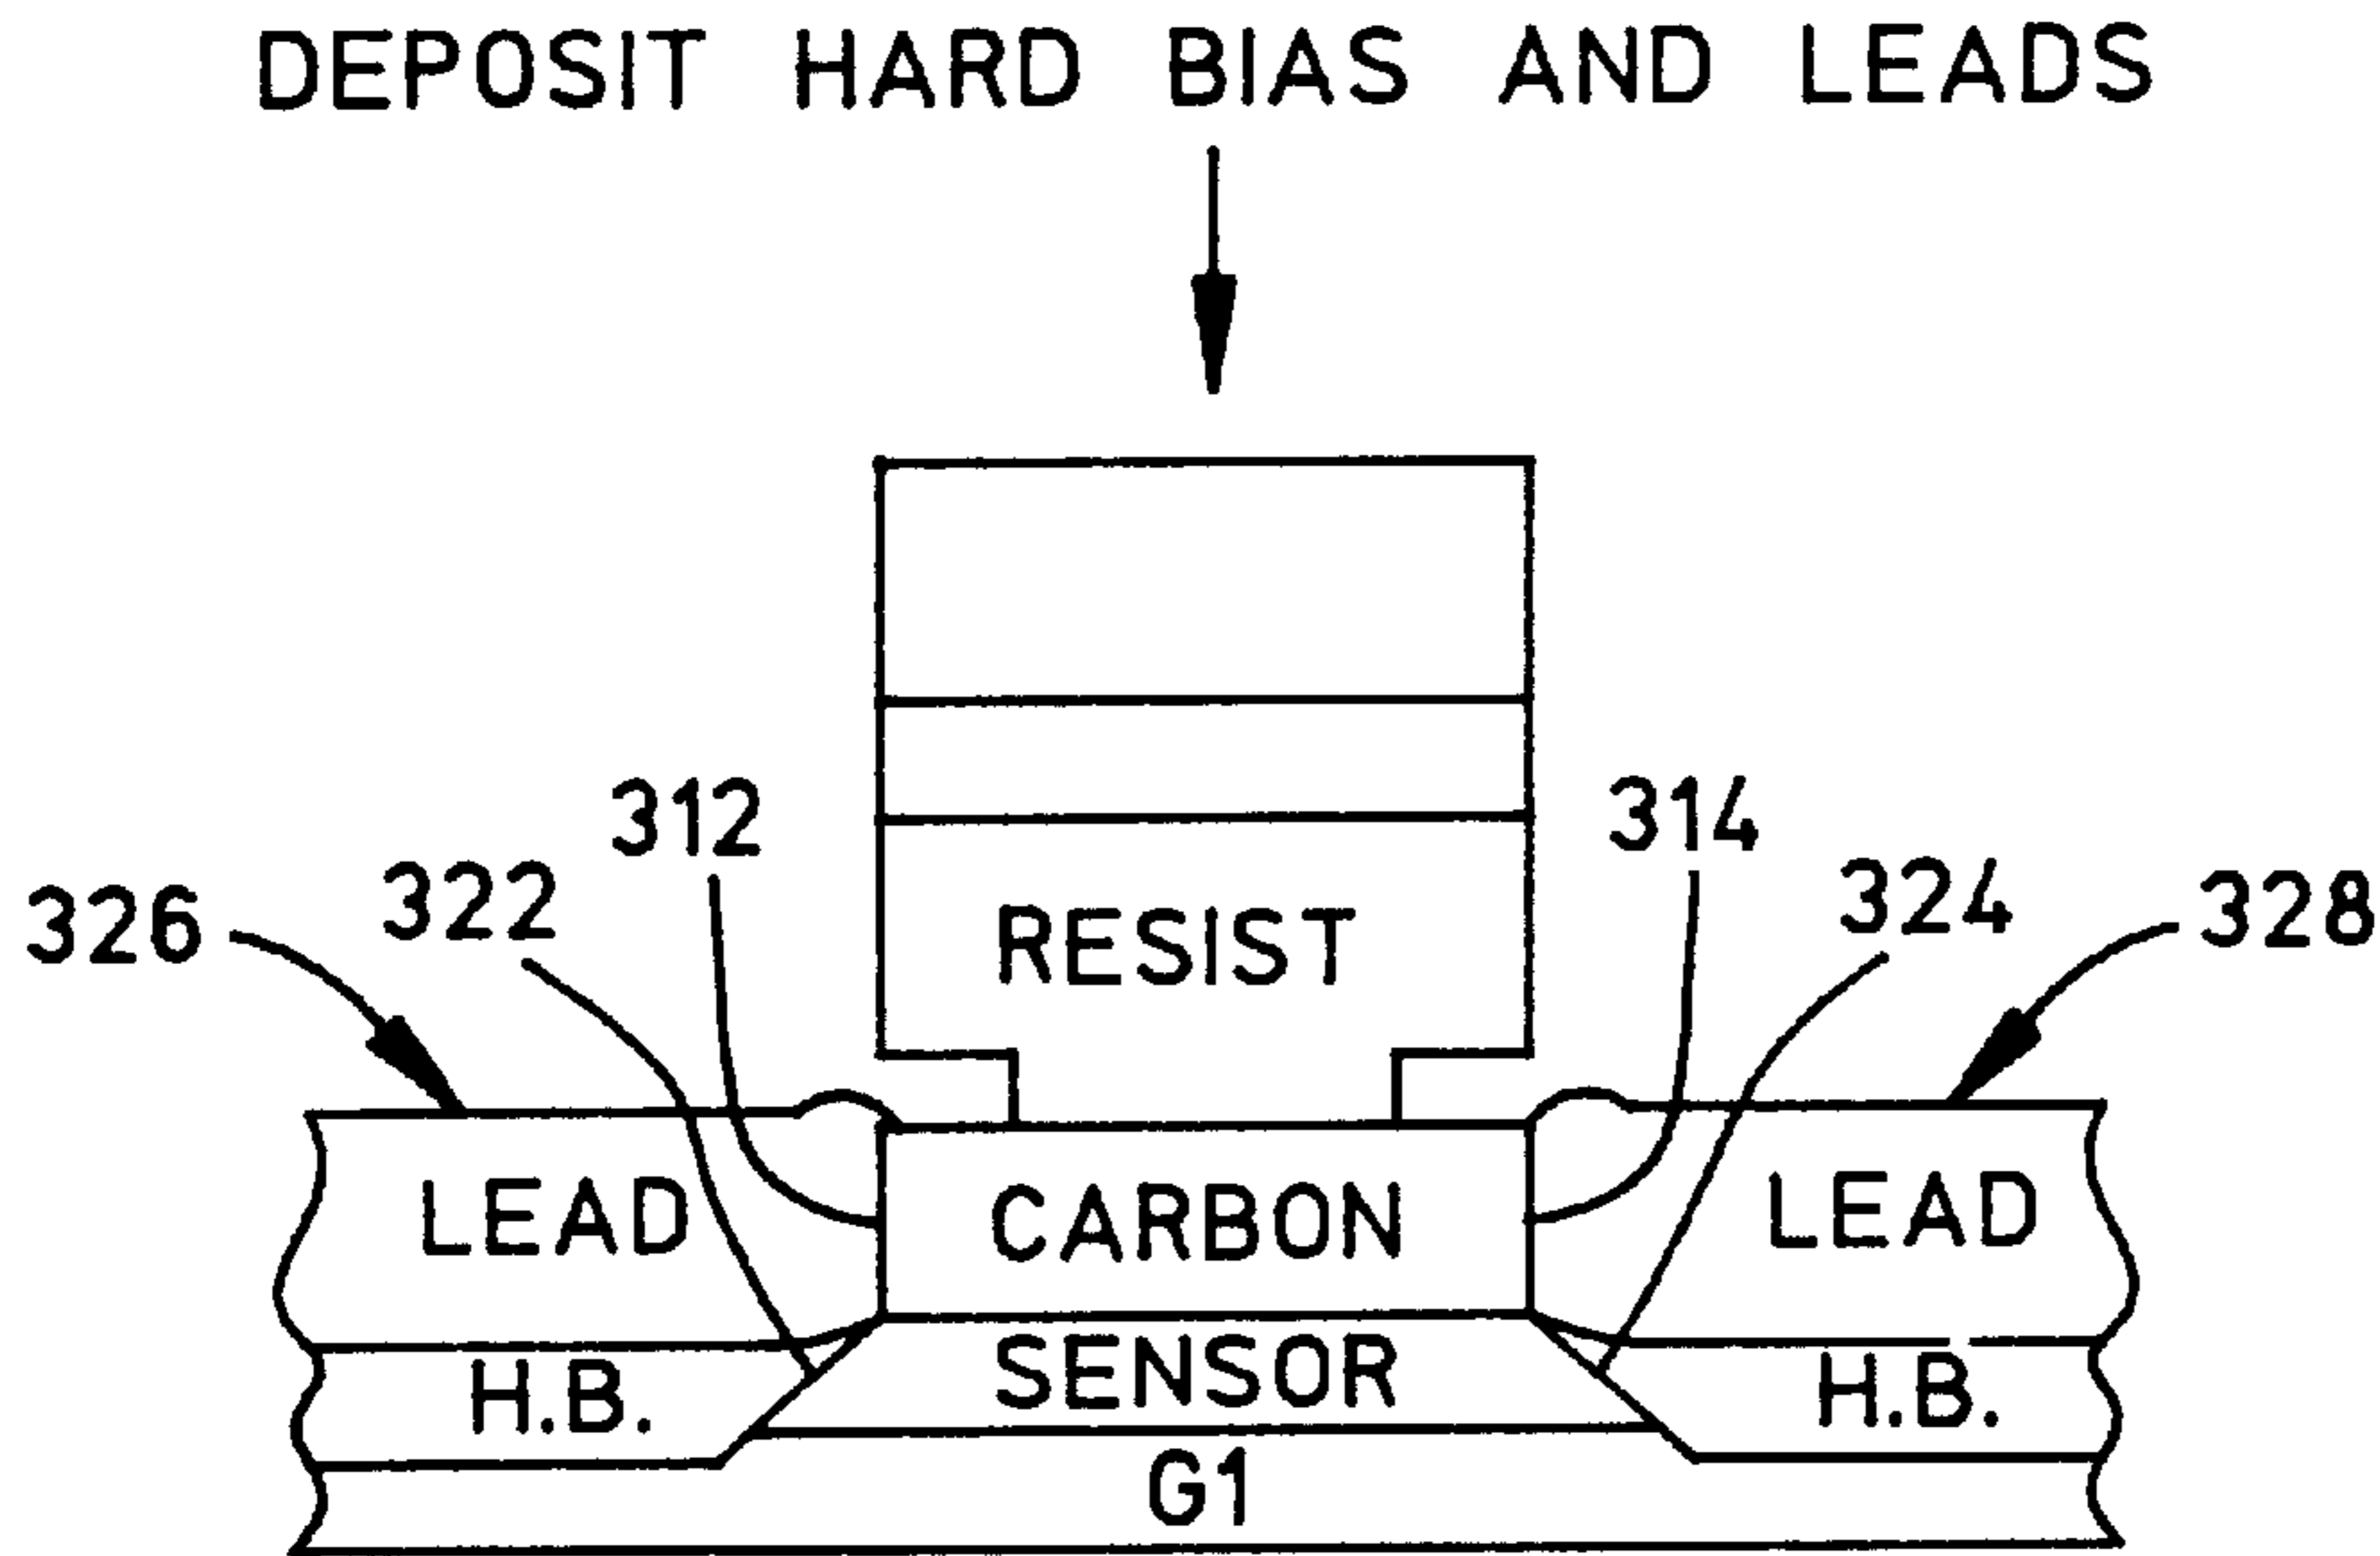 DEPOSIT HARD BIAS AND LEADS
312
314
322
324
326
328
RESIST
LEAD
CARBON
LEAD
H.B.
SENSOR
H.B.
G1